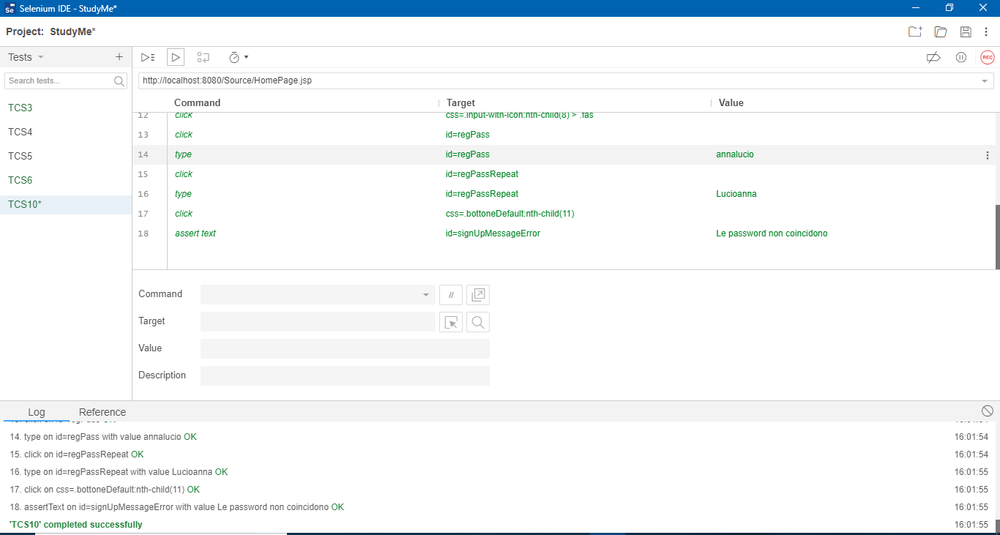 Selenium IDE - StudyMe*
Project: StudyMe*
Tests
Search tests...
TCS3
TCS4
TCS5
TCS6
TCS10*
REC
http://localhost:8080/Source/HomePage.jsp
Command Target Value
12 click css=.input-with-icon:nth-child(8) > .fas
13 click id=regPass
14 type id=regPass annalucio
15 click id=regPassRepeat
16 type id=regPassRepeat Lucioanna
17 click css=.bottoneDefault:nth-child(11)
18 assert text id=signUpMessageError Le password non coincidono
Command //
Target
Value
Description
Log Reference
14. type on id=regPass with value annalucio OK 16:01:54
15. click on id=regPassRepeat OK 16:01:54
16. type on id=regPassRepeat with value Lucioanna OK 16:01:55
17. click on css=.bottoneDefault:nth-child(11) OK 16:01:55
18. assertText on id=signUpMessageError with value Le password non coincidono OK 16:01:55
'TCS10' completed successfully 16:01:55